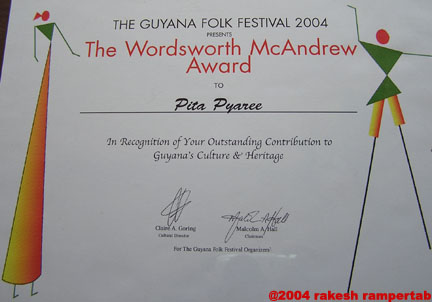 THE GUYANA FOLK FESTIVAL 2004
PRESENTS
The Wordsworth McAndrew
Award
TO
Pita Pyaree
In Recognition of Your Outstanding Contribution to
Guyana's Culture & Heritage
Claire A. Goring
Malcolm A. Hall
Cultural Director
Chairman
For The Guyana Folk Festival Organizers
@2004 rakesh rampertab